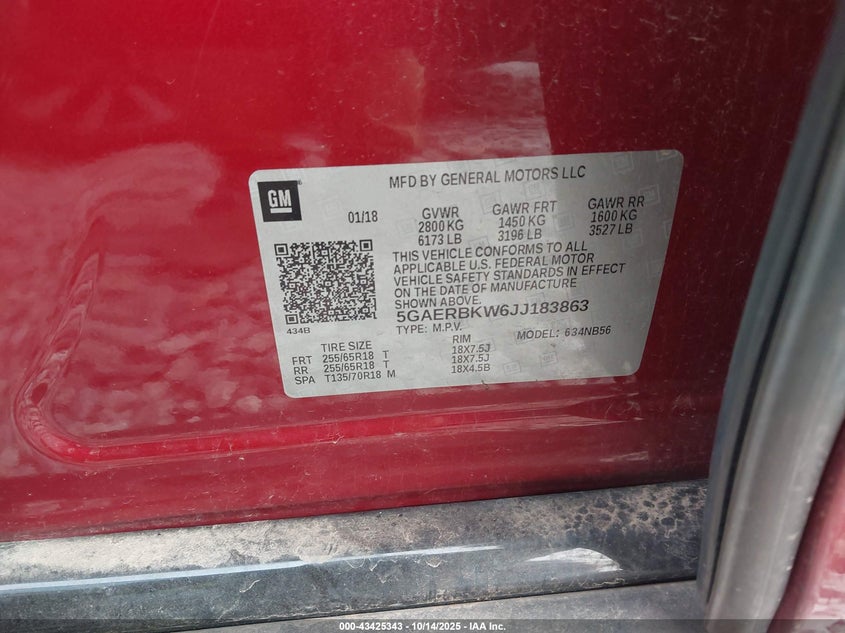 GM
MFD BY GENERAL MOTORS LLC
01/18 GVWR GAWR FRT GAWR RR
2800 KG 1450 KG 1600 KG
6173 LB 3196 LB 3527 LB
THIS VEHICLE CONFORMS TO ALL
APPLICABLE U.S. FEDERAL MOTOR
VEHICLE SAFETY STANDARDS IN EFFECT
ON THE DATE OF MANUFACTURE
SHOWN ABOVE.
434B
5GAERBKW6JJ183863
TYPE: M.P.V. MODEL: 634NB56
TIRE SIZE RIM
FRT 255/65R18 T 18X7.5J
RR 255/65R18 T 18X7.5J
SPA T135/70R18 M 18X4.5B
000-43425343 - 10/14/2025 - IAA Inc.